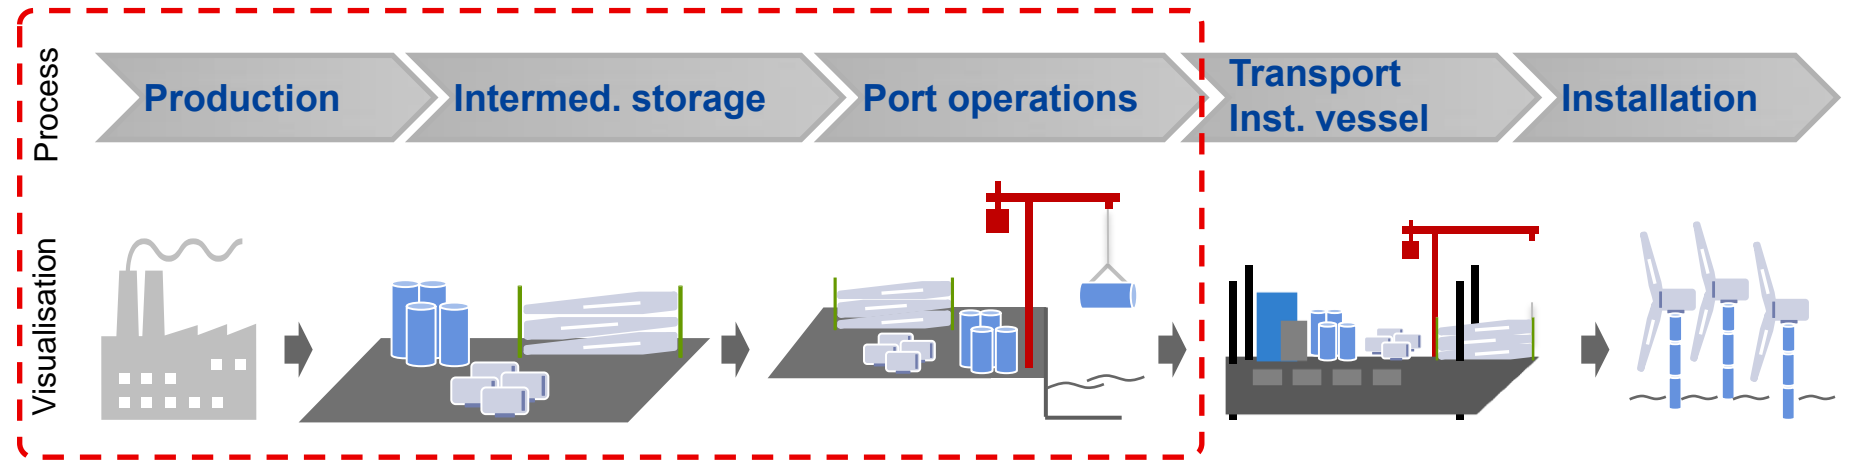 Process
Production
Intermed. storage
Port operations
Transport
Inst. vessel
Installation
Visualisation